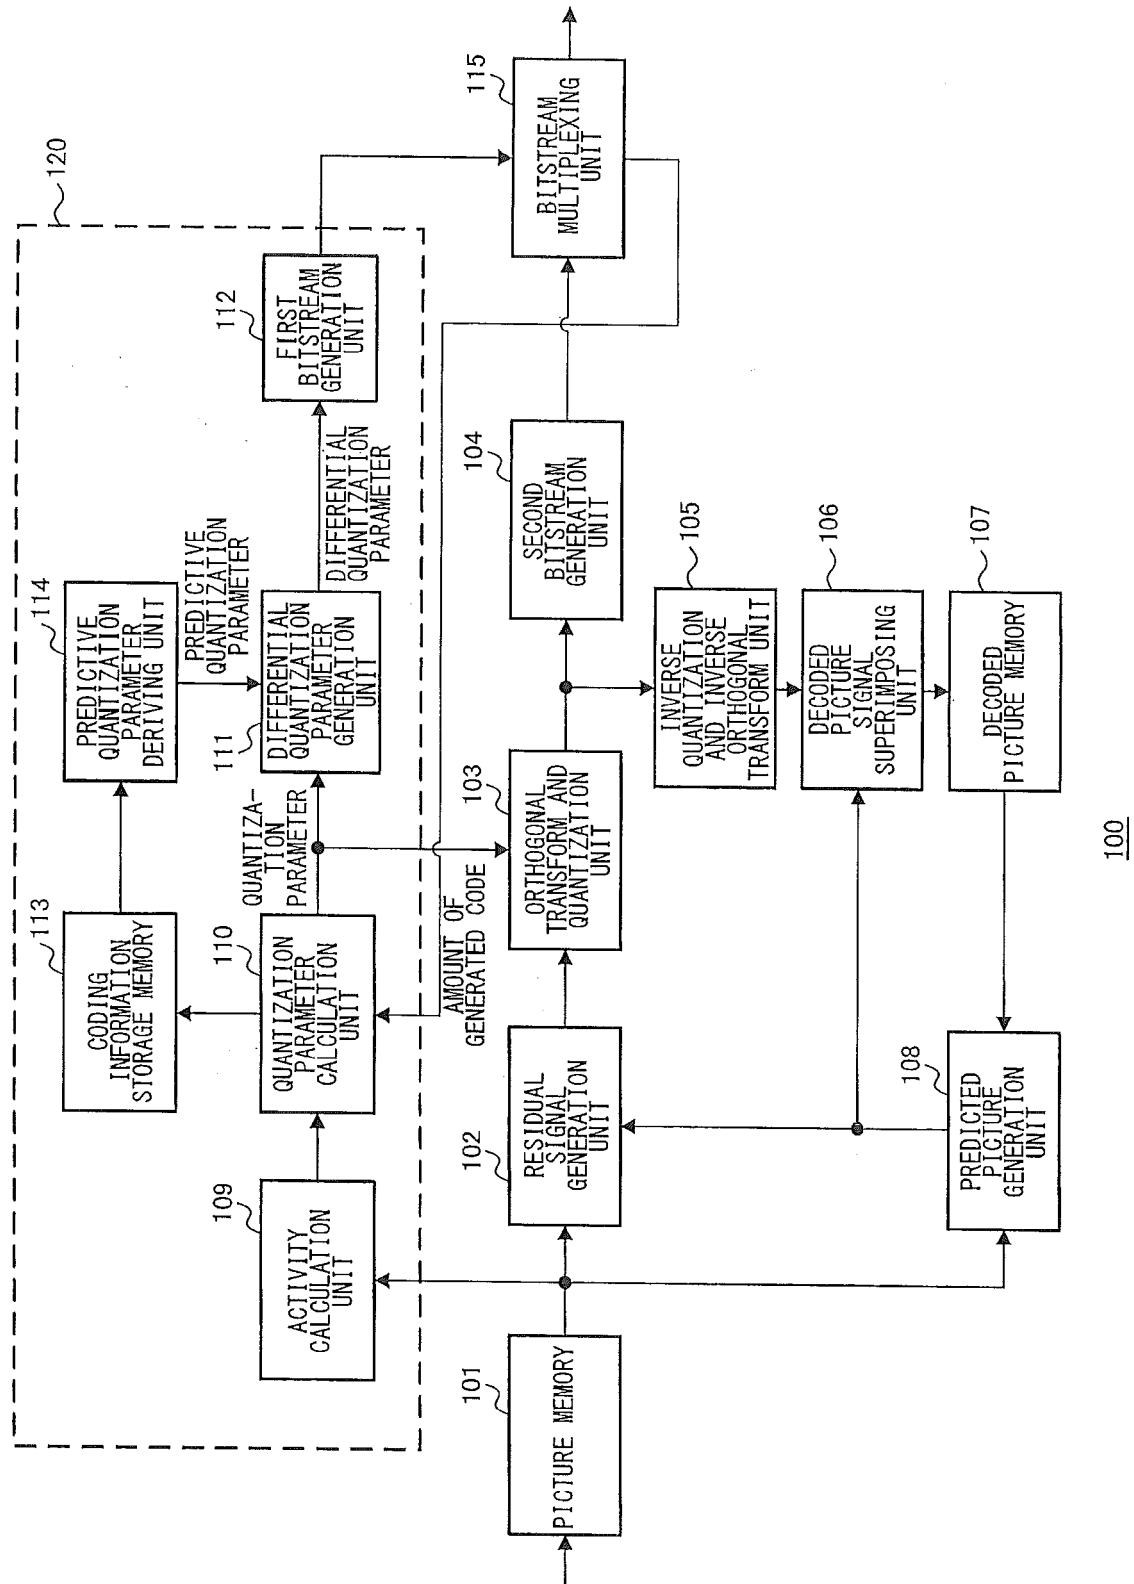 120
114
PREDICTIVE
QUANTIZATION
PARAMETER
DERIVING UNIT
113
CODING
INFORMATION
STORAGE MEMORY
PREDICTIVE
QUANTIZATION
PARAMETER
112
FIRST
BITSTREAM
GENERATION
UNIT
109
ACTIVITY
CALCULATION
UNIT
110
QUANTIZATION
PARAMETER
CALCULATION
UNIT
QUANTIZA-
TION
PARAMETER
111
DIFFERENTIAL
QUANTIZATION
PARAMETER
GENERATION
UNIT
DIFFERENTIAL
QUANTIZATION
PARAMETER
AMOUNT OF
GENERATED CODE
101
PICTURE MEMORY
102
RESIDUAL
SIGNAL
GENERATION
UNIT
103
ORTHOGONAL
TRANSFORM AND
QUANTIZATION
UNIT
104
SECOND
BITSTREAM
GENERATION
UNIT
115
BITSTREAM
MULTIPLEXING
UNIT
105
INVERSE
QUANTIZATION
AND INVERSE
ORTHOGONAL
TRANSFORM UNIT
106
DECODED
PICTURE
SIGNAL
SUPERIMPOSING
UNIT
107
DECODED
PICTURE MEMORY
108
PREDICTED
PICTURE
GENERATION
UNIT
100